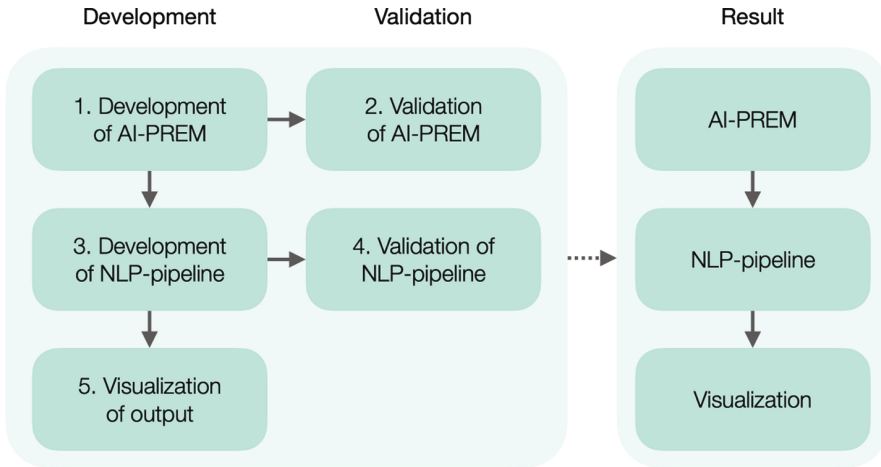 Development
Validation
Result
1. Development
of AI-PREM
2. Validation
of AI-PREM
AI-PREM
3. Development
of NLP-pipeline
4. Validation of
NLP-pipeline
NLP-pipeline
5. Visualization
of output
Visualization